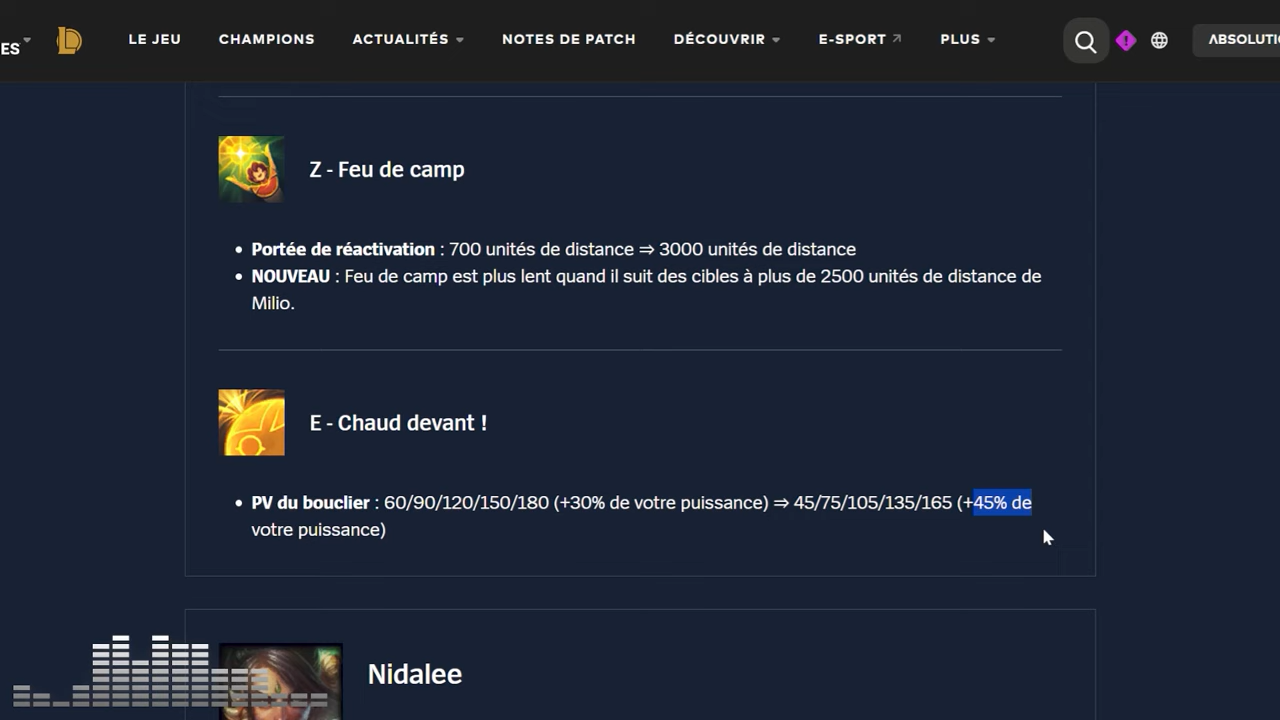 ES
LE JEU CHAMPIONS ACTUALITÉS NOTES DE PATCH DÉCOUVRIR E-SPORT PLUS ABSOLUTI
Z - Feu de camp
• Portée de réactivation : 700 unités de distance ⇒ 3000 unités de distance
• NOUVEAU : Feu de camp est plus lent quand il suit des cibles à plus de 2500 unités de distance de
Milio.
E - Chaud devant !
• PV du bouclier : 60/90/120/150/180 (+30% de votre puissance) ⇒ 45/75/105/135/165 (+45% de
votre puissance)
Nidalee